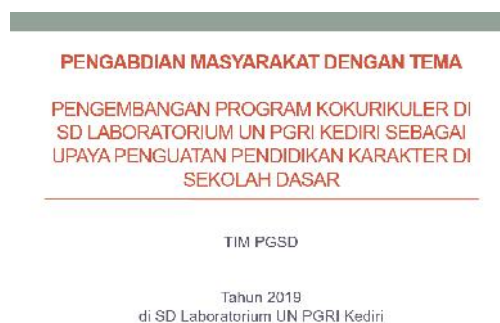 PENGABDIAN MASYARAKAT DENGAN TEMA
PENGEMBANGAN PROGRAM KOKURIKULER DI
SD LABORATORIUM UN PGRI KEDIRI SEBAGAI
UPAYA PENGUATAN PENDIDIKAN KARAKTER DI
SEKOLAH DASAR
TIM PGSD
Tahun 2019
di SD Laboratorium UN PGRI Kediri